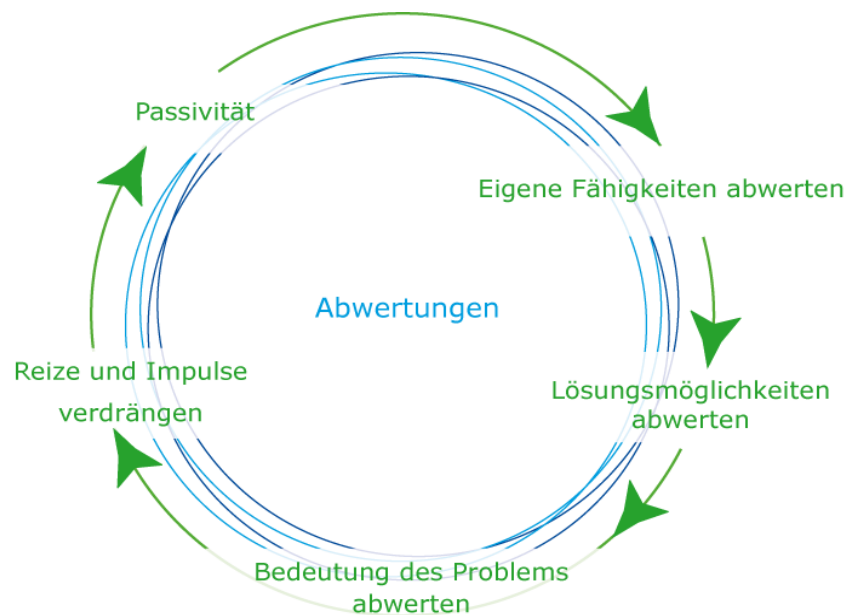 Passivität
Eigene Fähigkeiten abwerten
Abwertungen
Reize und Impulse
verdrängen
Lösungsmöglichkeiten
abwerten
Bedeutung des Problems
abwerten